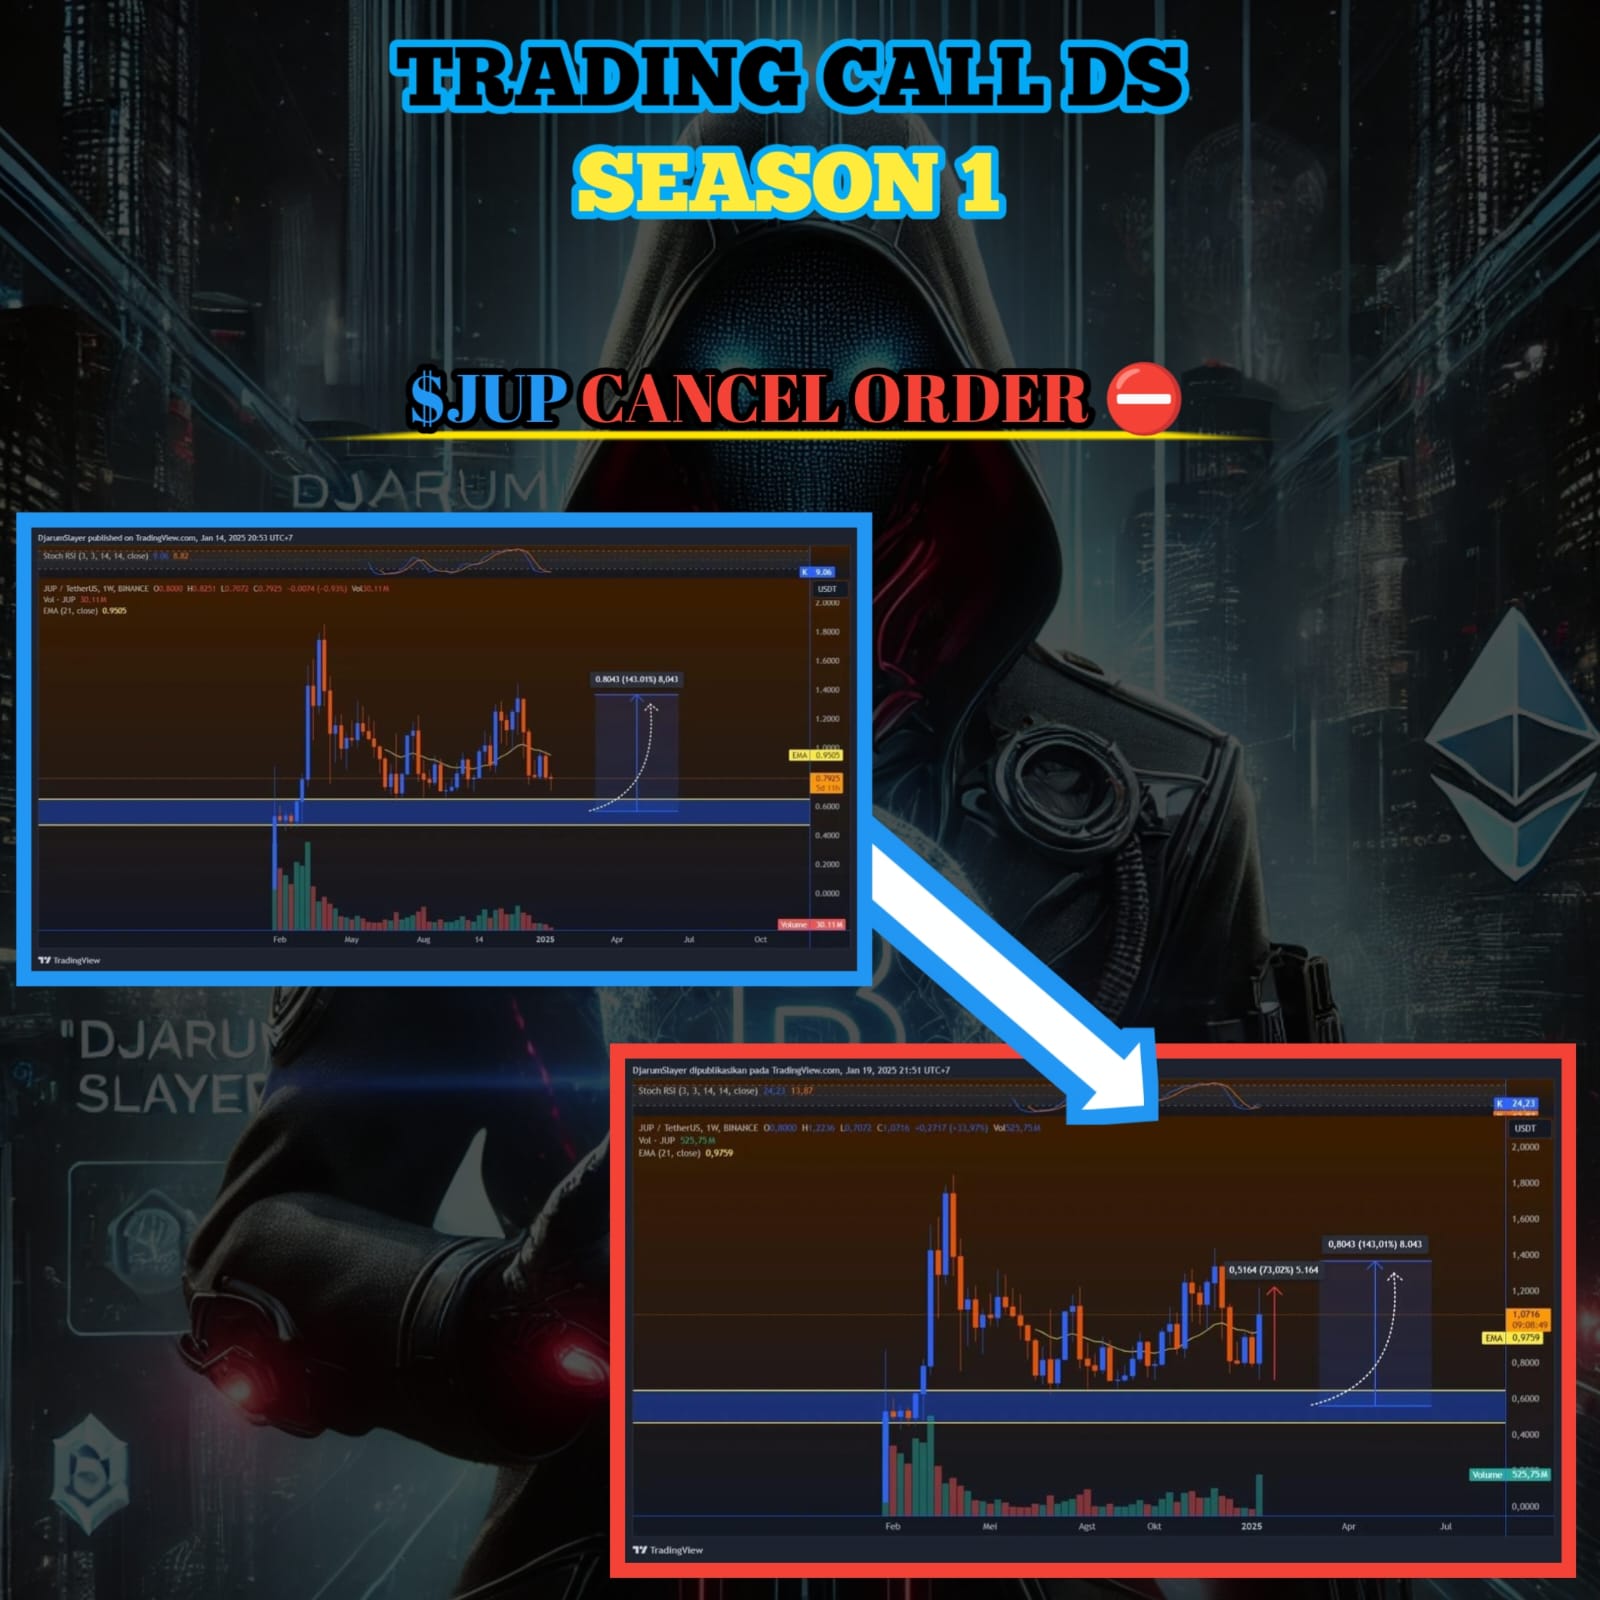 TRADING CALL DS
SEASON 1
$JUP CANCEL ORDER ⛔
DJARUM
DjarumSlayer published on TradingView.com, Jan 14, 2025 20:53 UTC+7
Stoch RSI (3, 3, 14, 14, close) 9.06 8.82
K 9.06
JUP / TetherUS, 1W, BINANCE O0.8000 H0.8251 L0.7072 C0.7925 -0.0074 (-0.93%) Vol30.11M
USDT
Vol · JUP 30.11M
EMA (21, close) 0.9505
2.0000
1.8000
1.6000
0.8043 (143.01%) 8,043
1.4000
1.2000
1.0000
EMA 0.9505
0.7925
5d 11h
0.6000
0.4000
0.2000
0.0000
Volume 30.11M
Feb May Aug 14 2025 Apr Jul Oct
TradingView
"DJARUM
SLAYER
DjarumSlayer dipublikasikan pada TradingView.com, Jan 19, 2025 21:51 UTC+7
Stoch RSI (3, 3, 14, 14, close) 24,23 13,87
K 24,23
JUP / TetherUS, 1W, BINANCE O0,8000 H1,2236 L0,7072 C1,0716 +0,2717 (+33,97%) Vol525,75M
USDT
Vol · JUP 525,75M
EMA (21, close) 0,9759
2,0000
1,8000
1,6000
0,8043 (143,01%) 8.043
1,4000
0,5164 (73,02%) 5.164
1,2000
1,0716
09:08:49
EMA 0,9759
0,8000
0,6000
0,4000
Volume 525,75M
0,0000
Feb Mei Agst Okt 2025 Apr Jul
TradingView